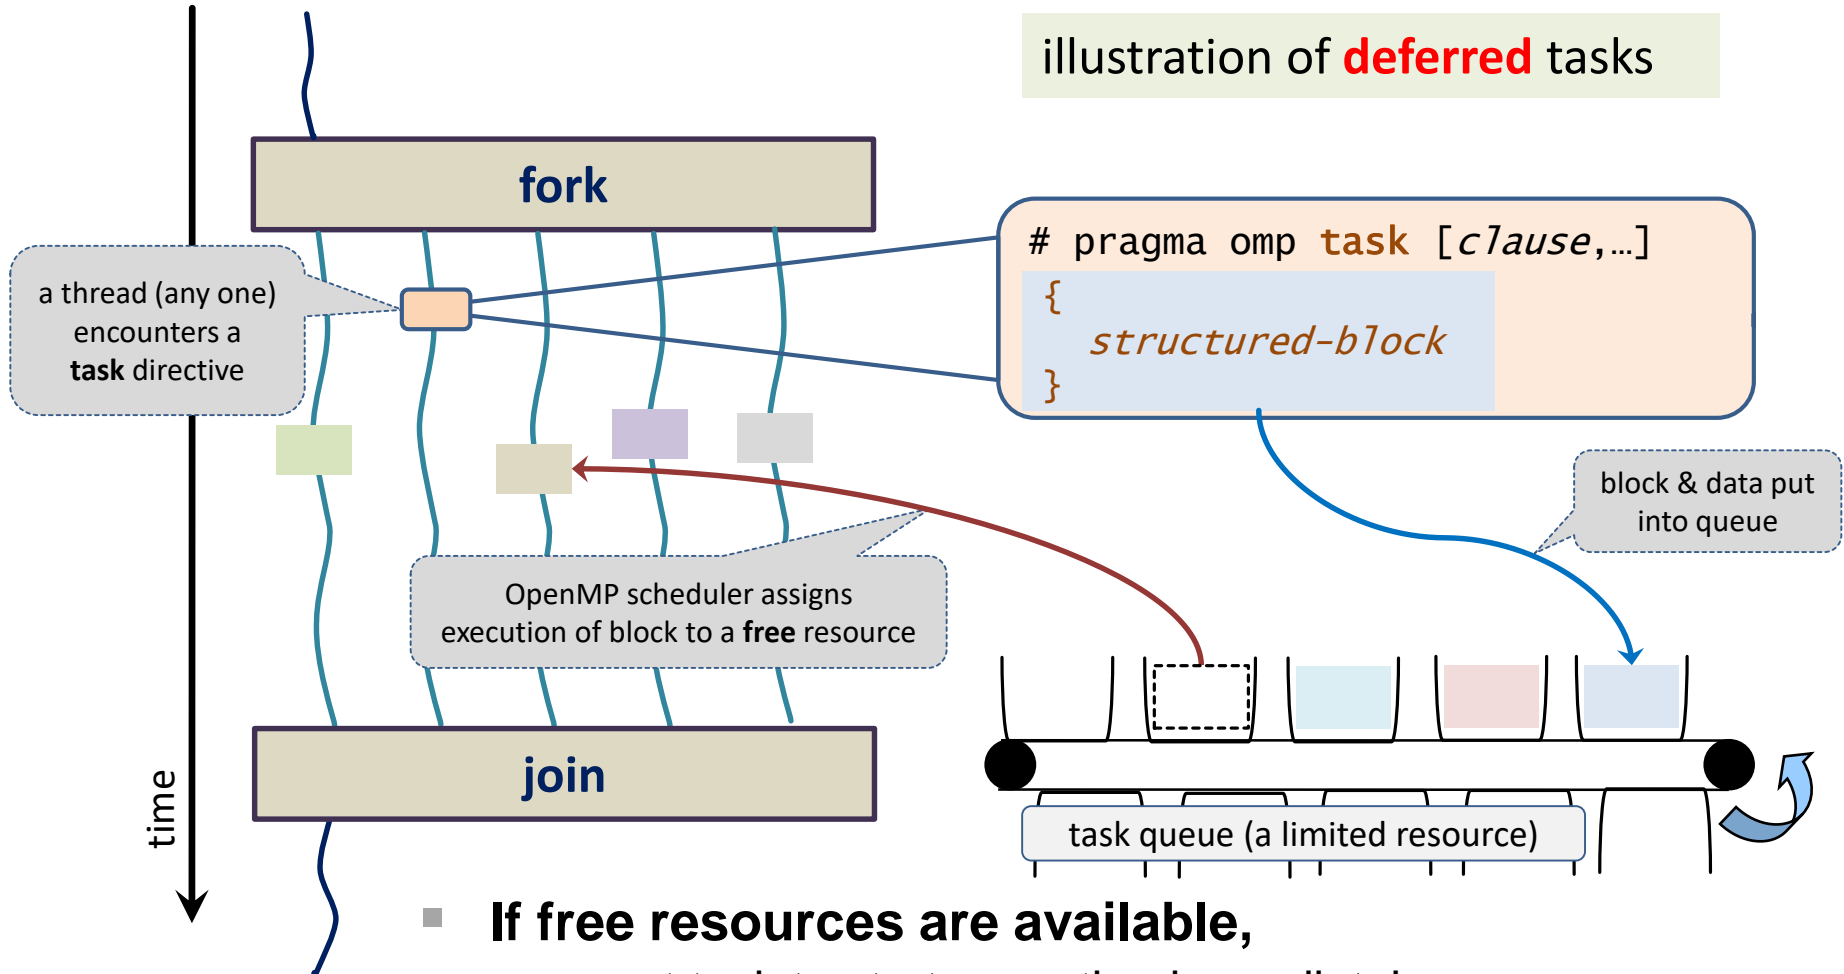 illustration of deferred tasks
fork
# pragma omp task [clause,…]
{
structured-block
}
a thread (any one)
encounters a
task directive
block & data put
into queue
OpenMP scheduler assigns
execution of block to a free resource
join
time
task queue (a limited resource)
If free resources are available,